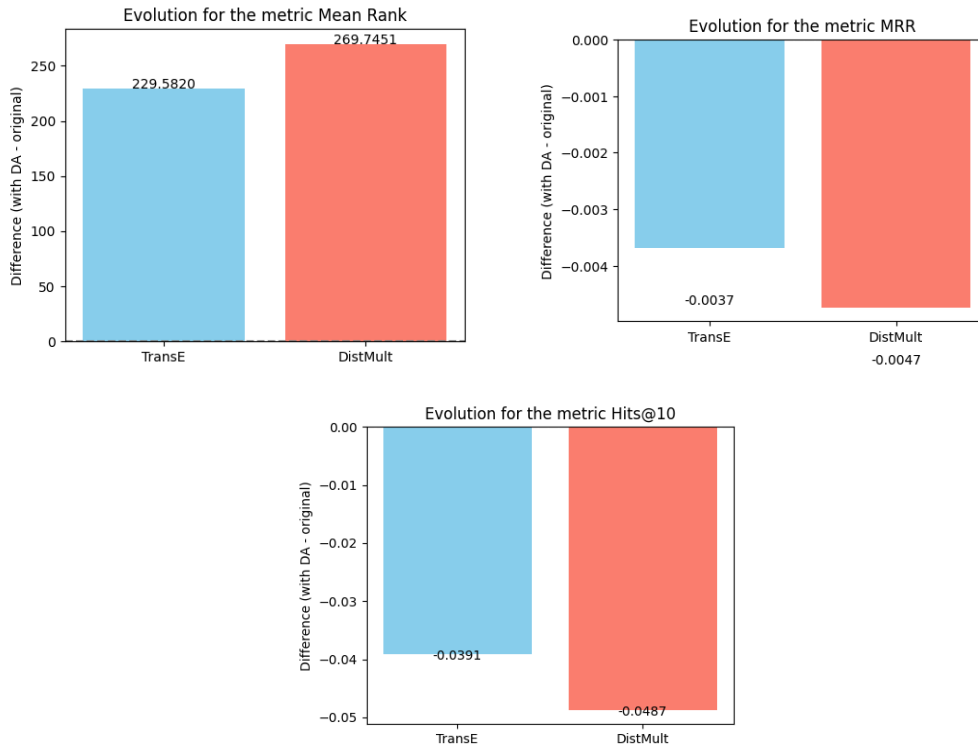 Evolution for the metric Mean Rank
Difference (with DA - original)
250
200
150
100
50
0
229.5820
269.7451
TransE
DistMult
Evolution for the metric MRR
Difference (with DA - original)
0.000
−0.001
−0.002
−0.003
−0.004
-0.0037
TransE
DistMult
-0.0047
Evolution for the metric Hits@10
Difference (with DA - original)
0.00
−0.01
−0.02
−0.03
−0.04
−0.05
-0.0391
-0.0487
TransE
DistMult